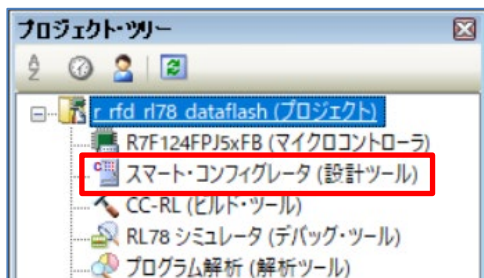 プロジェクト・ツリー
r_rfd_rl78_dataflash (プロジェクト)
R7F124FPJ5xFB (マイクロコントローラ)
スマート・コンフィグレータ (設計ツール)
CC-RL (ビルド・ツール)
RL78 シミュレータ (デバッグ・ツール)
プログラム解析 (解析ツール)